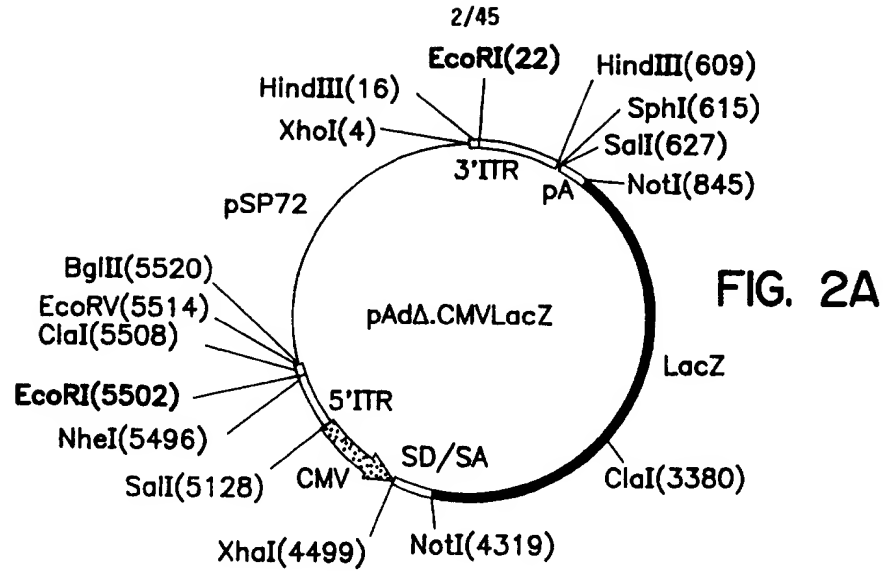 2/45
EcoRI(22)
HindIII(609)
HindIII(16)
SphI(615)
XhoI(4)
SalI(627)
3'ITR
pA
NotI(845)
pSP72
BglII(5520)
EcoRV(5514)
ClaI(5508)
pAdΔ.CMVLacZ
FIG. 2A
LacZ
EcoRI(5502)
5'ITR
NheI(5496)
SD/SA
SalI(5128)
CMV
ClaI(3380)
XhaI(4499)
NotI(4319)